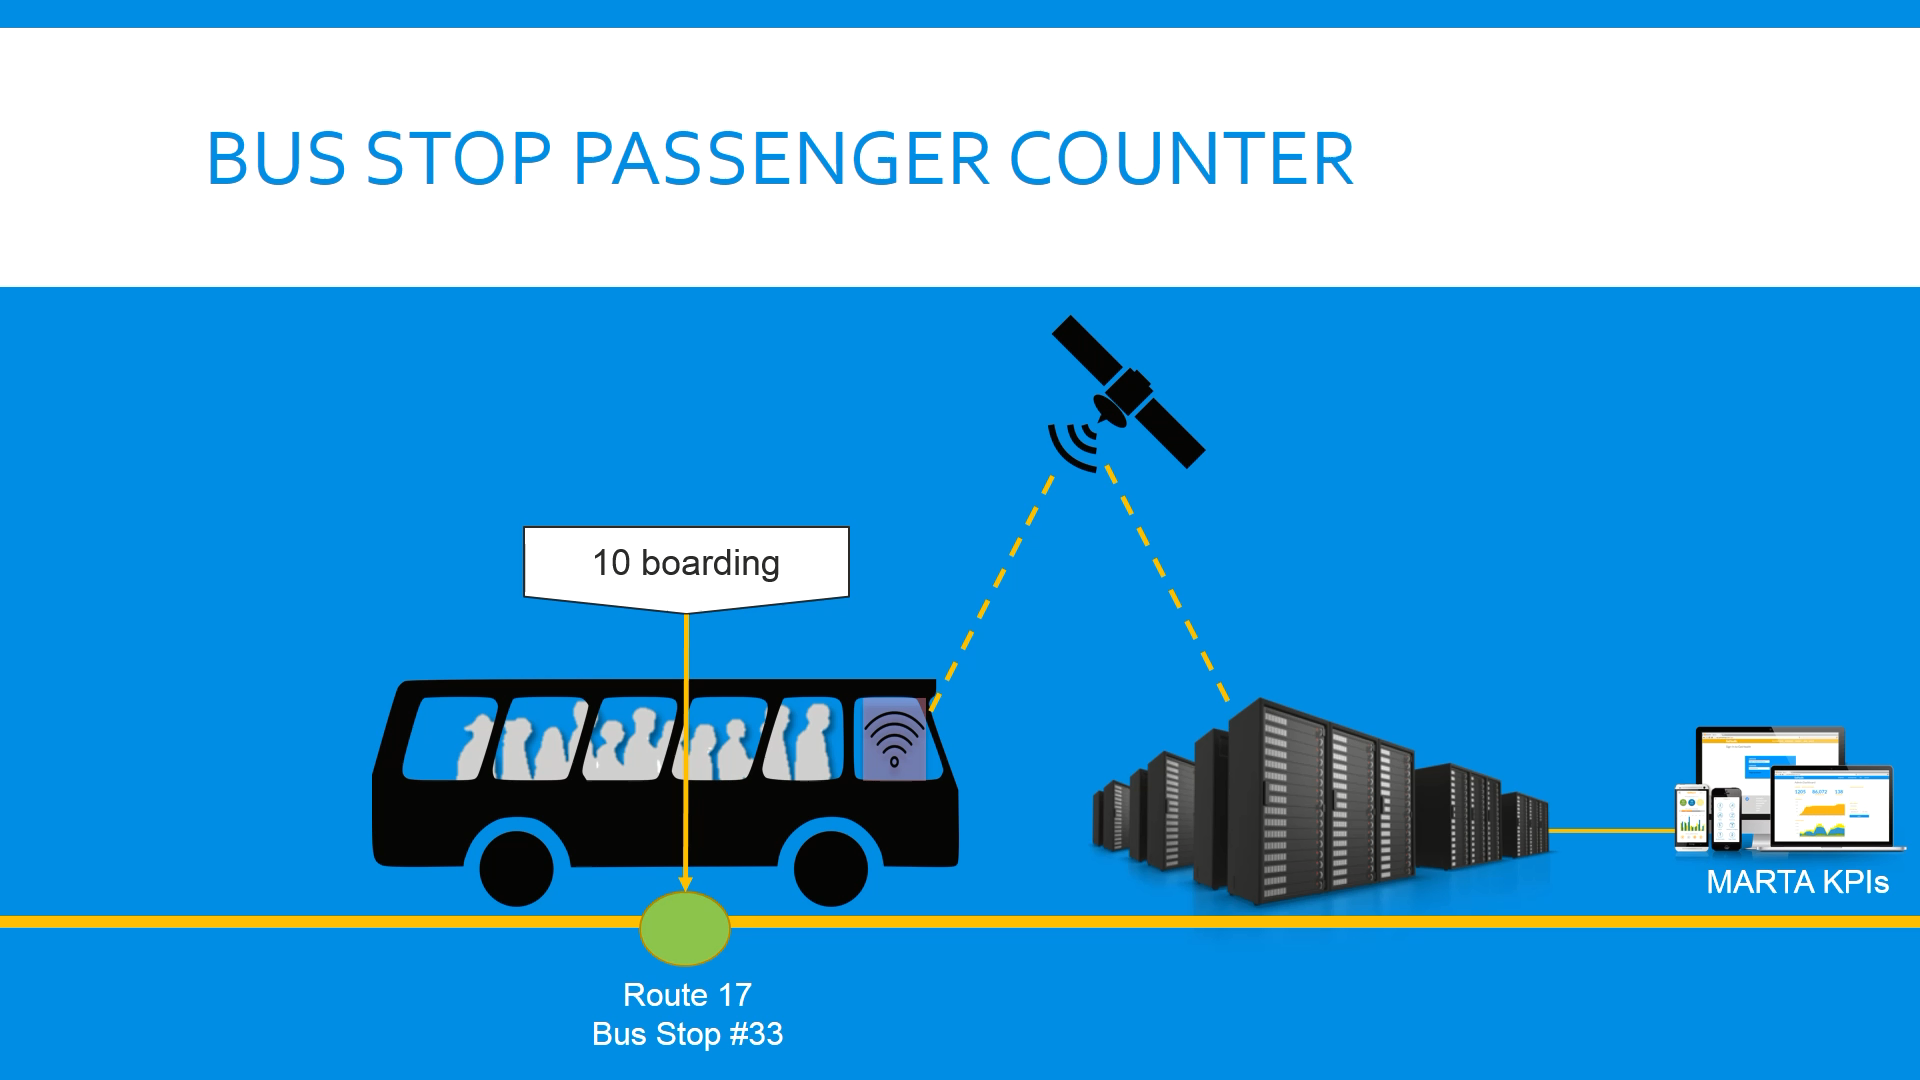 BUS STOP PASSENGER COUNTER
10 boarding
MARTA KPIs
Route 17
Bus Stop #33